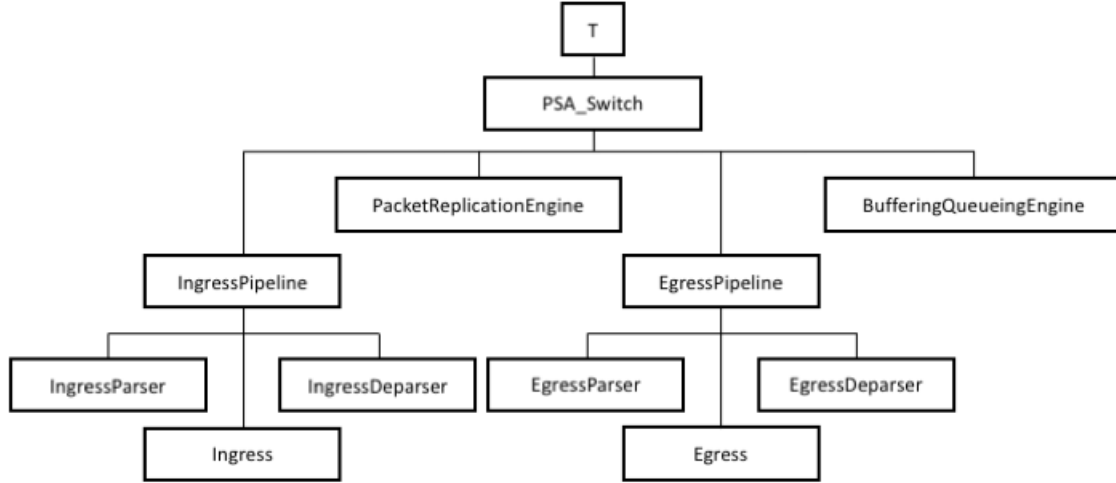 T
PSA_Switch
PacketReplicationEngine
BufferingQueueingEngine
IngressPipeline
EgressPipeline
IngressParser
IngressDeparser
EgressParser
EgressDeparser
Ingress
Egress